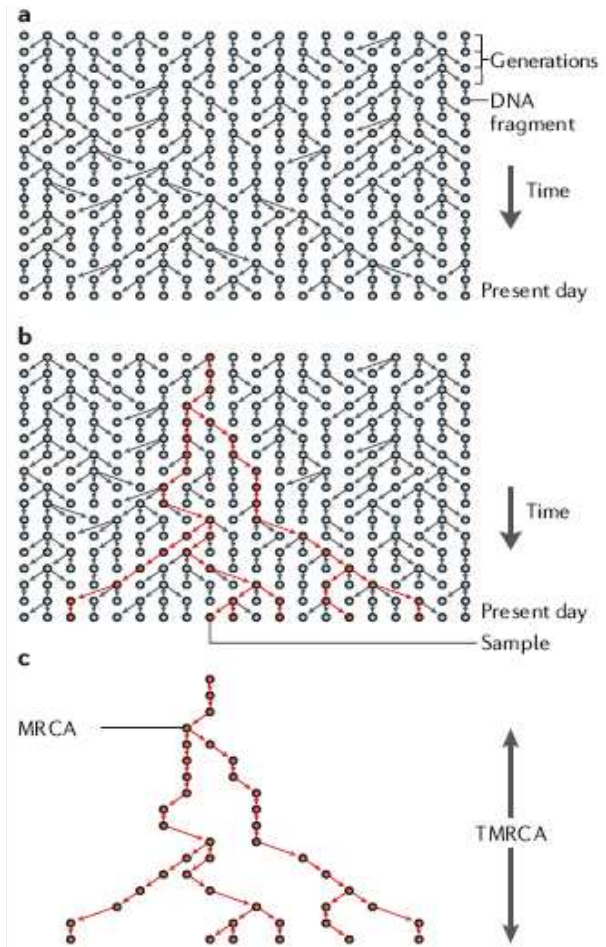 a
Generations
DNA
fragment
Time
Present day
b
Time
Present day
Sample
c
MRCA
TMRCA